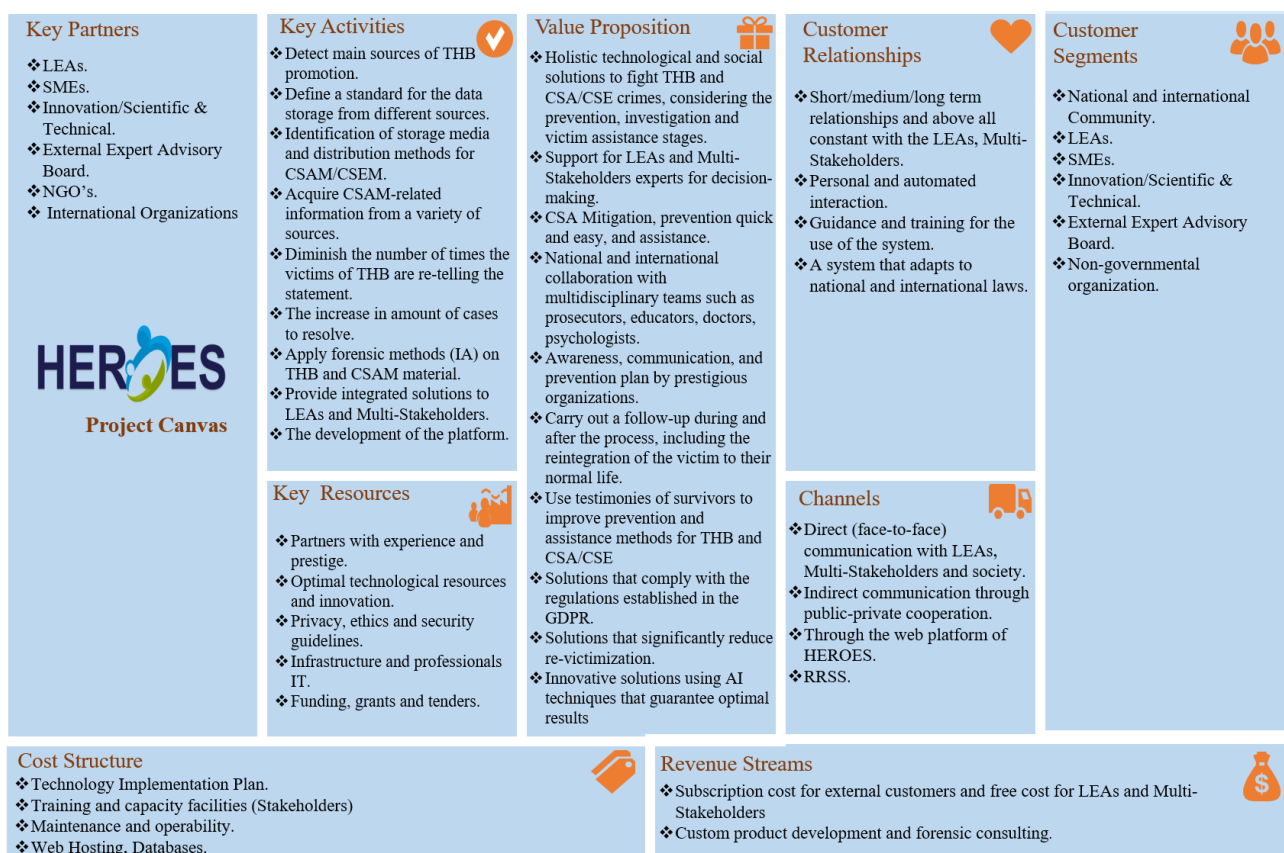 Key Partners
❖LEAs.
❖SMEs.
❖Innovation/Scientific &
Technical.
❖External Expert Advisory
Board.
❖NGO's.
❖ International Organizations
HEROES
Project Canvas
Key Activities
❖Detect main sources of THB
promotion.
❖Define a standard for the data
storage from different sources.
❖Identification of storage media
and distribution methods for
CSAM/CSEM.
❖Acquire CSAM-related
information from a variety of
sources.
❖Diminish the number of times the
victims of THB are re-telling the
statement.
❖The increase in amount of cases
to resolve.
❖Apply forensic methods (IA) on
THB and CSAM material.
❖Provide integrated solutions to
LEAs and Multi-Stakeholders.
❖The development of the platform.
Key Resources
❖Partners with experience and
prestige.
❖Optimal technological resources
and innovation.
❖Privacy, ethics and security
guidelines.
❖Infrastructure and professionals
IT.
❖Funding, grants and tenders.
Value Proposition
❖Holistic technological and social
solutions to fight THB and
CSA/CSE crimes, considering the
prevention, investigation and
victim assistance stages.
❖Support for LEAs and Multi-
Stakeholders experts for decision-
making.
❖CSA Mitigation, prevention quick
and easy, and assistance.
❖National and international
collaboration with
multidisciplinary teams such as
prosecutors, educators, doctors,
psychologists.
❖Awareness, communication, and
prevention plan by prestigious
organizations.
❖Carry out a follow-up during and
after the process, including the
reintegration of the victim to their
normal life.
❖Use testimonies of survivors to
improve prevention and
assistance methods for THB and
CSA/CSE
❖Solutions that comply with the
regulations established in the
GDPR.
❖Solutions that significantly reduce
re-victimization.
❖Innovative solutions using AI
techniques that guarantee optimal
results
Customer
Relationships
❖Short/medium/long term
relationships and above all
constant with the LEAs, Multi-
Stakeholders.
❖Personal and automated
interaction.
❖Guidance and training for the
use of the system.
❖A system that adapts to
national and international laws.
Channels
❖Direct (face-to-face)
communication with LEAs,
Multi-Stakeholders and society.
❖Indirect communication through
public-private cooperation.
❖Through the web platform of
HEROES.
❖RRSS.
Customer
Segments
❖National and international
Community.
❖LEAs.
❖SMEs.
❖Innovation/Scientific &
Technical.
❖External Expert Advisory
Board.
❖Non-governmental
organization.
Cost Structure
❖Technology Implementation Plan.
❖Training and capacity facilities (Stakeholders)
❖Maintenance and operability.
❖Web Hosting, Databases.
Revenue Streams
❖Subscription cost for external customers and free cost for LEAs and Multi-
Stakeholders
❖Custom product development and forensic consulting.
$